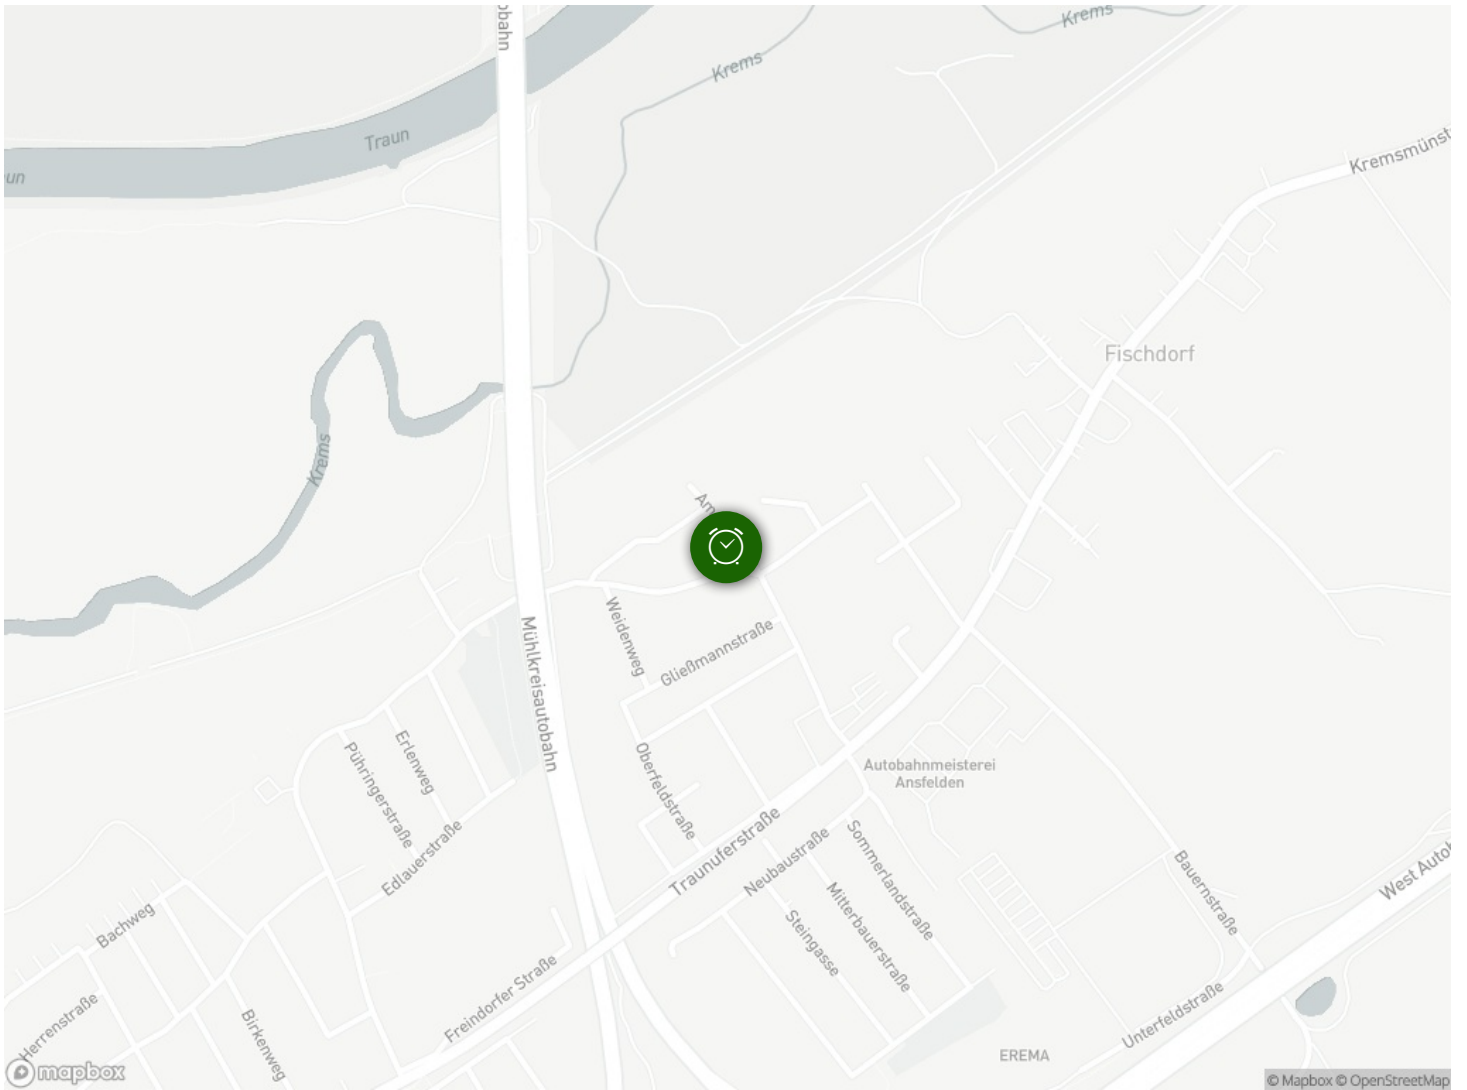 obahn
Krems
Krems
Kremsmünst
Traun
un
Fischdorf
Krems
Am
Weidenweg
Mühlkreisautobahn
Gließmannstraße
Erlenweg
Pühringerstraße
Oberfeldstraße
Autobahnmeisterei
Ansfelden
Edlauerstraße
Traunuferstraße
Neubaustraße
Sommerlandstraße
Bauernstraße
West Autob
Mitterbauerstraße
Steingasse
Bachweg
Freindorfer Straße
Herrenstraße
Birkenweg
Unterfeldstraße
EREMA
mapbox
© Mapbox © OpenStreetMap